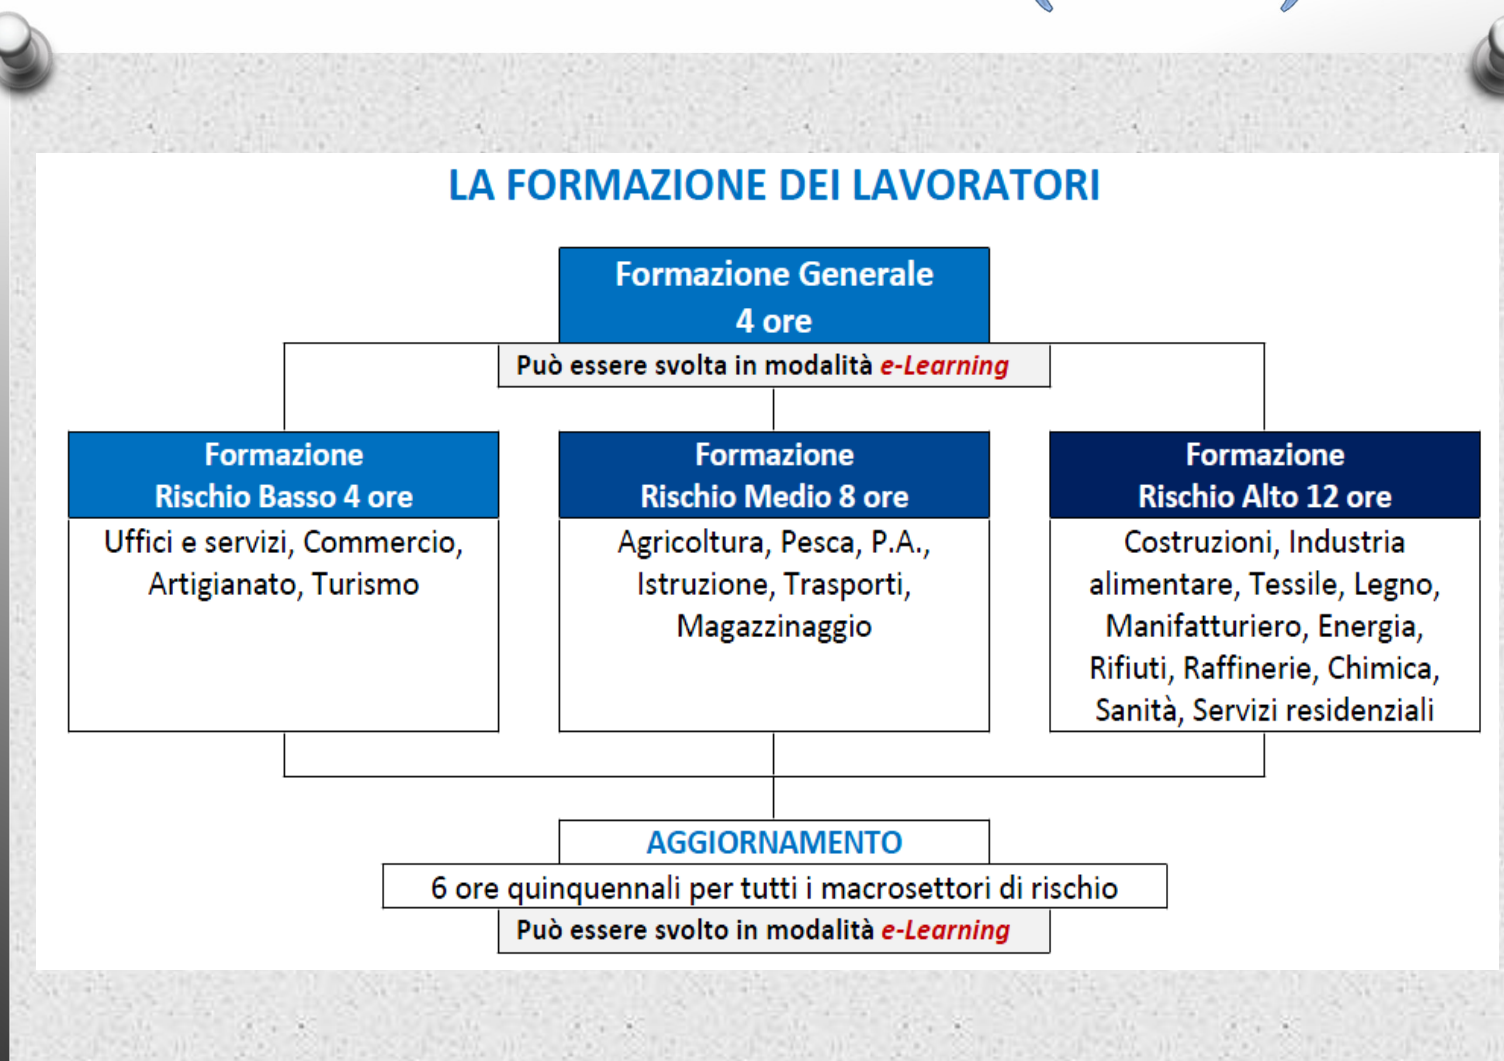 LA FORMAZIONE DEI LAVORATORI
Formazione Generale
4 ore
Può essere svolta in modalità e-Learning
Formazione
Rischio Basso 4 ore
Uffici e servizi, Commercio,
Artigianato, Turismo
Formazione
Rischio Medio 8 ore
Agricoltura, Pesca, P.A.,
Istruzione, Trasporti,
Magazzinaggio
Formazione
Rischio Alto 12 ore
Costruzioni, Industria
alimentare, Tessile, Legno,
Manifatturiero, Energia,
Rifiuti, Raffinerie, Chimica,
Sanità, Servizi residenziali
AGGIORNAMENTO
6 ore quinquennali per tutti i macrosettori di rischio
Può essere svolto in modalità e-Learning